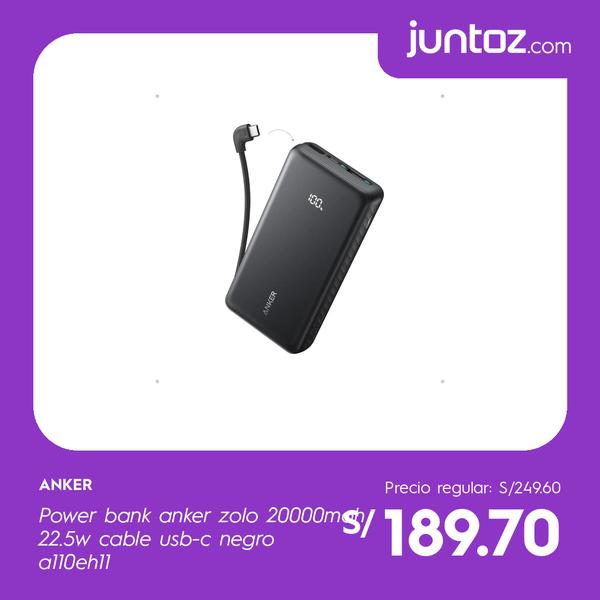 juntoz.com
100%
ANKER
ANKER
Precio regular: S/249.60
Power bank anker zolo 20000mah
S/ 189.70
22.5w cable usb-c negro
a110eh11